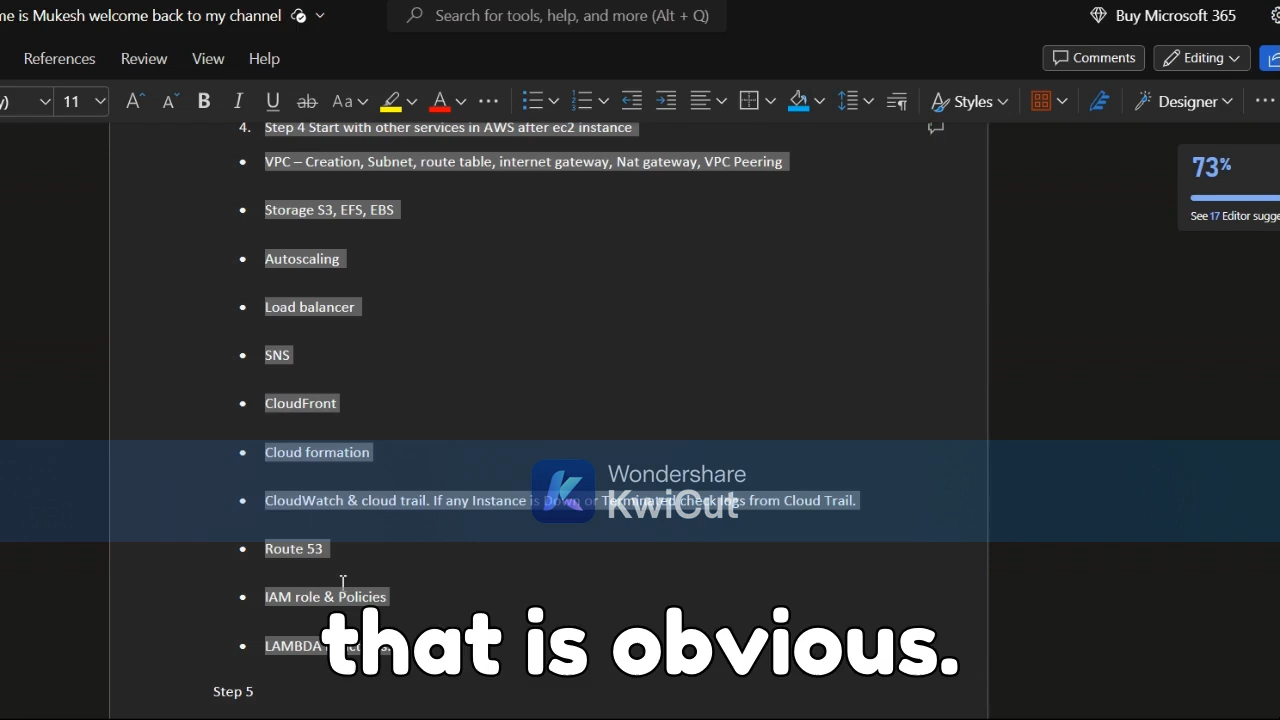 me is Mukesh welcome back to my channel
Search for tools, help, and more (Alt + Q)
Buy Microsoft 365
References Review View Help
Comments Editing
y) 11 A A B I U ab Aa A Styles Designer
4. Step 4 Start with other services in AWS after ec2 instance
• VPC – Creation, Subnet, route table, internet gateway, Nat gateway, VPC Peering
73%
• Storage S3, EFS, EBS
See 17 Editor sugge
• Autoscaling
• Load balancer
• SNS
• CloudFront
• Cloud formation
Wondershare
KwiCut
• CloudWatch & cloud trail. If any Instance is Down or Terminated check logs from Cloud Trail.
• Route 53
• IAM role & Policies
• LAMBDA
that is obvious.
Step 5